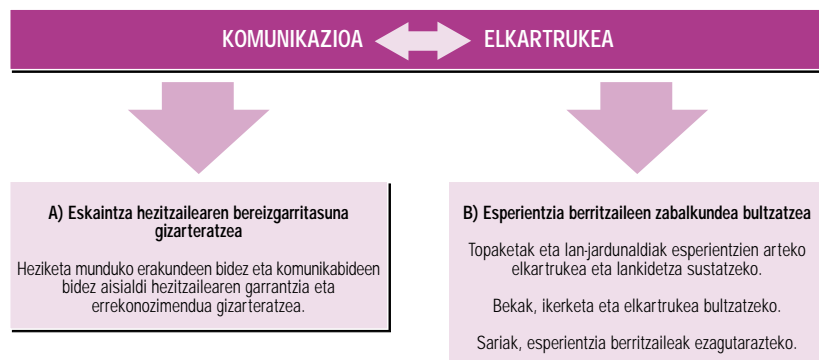 KOMUNIKAZIOA ELKARTRUKEA
A) Eskaintza hezitzailearen bereizgarritasuna
gizarteratzea
Heziketa munduko erakundeen bidez eta komunikabideen
bidez aisialdi hezitzailearen garrantzia eta
errekonozimendua gizarteratzea.
B) Esperientzia berritzaileen zabalkundea bultzatzea
Topaketak eta lan-jardunaldiak esperientzien arteko
elkartrukea eta lankidetza sustatzeko.
Bekak, ikerketa eta elkartrukea bultzatzeko.
Sariak, esperientzia berritzaileak ezagutarazteko.